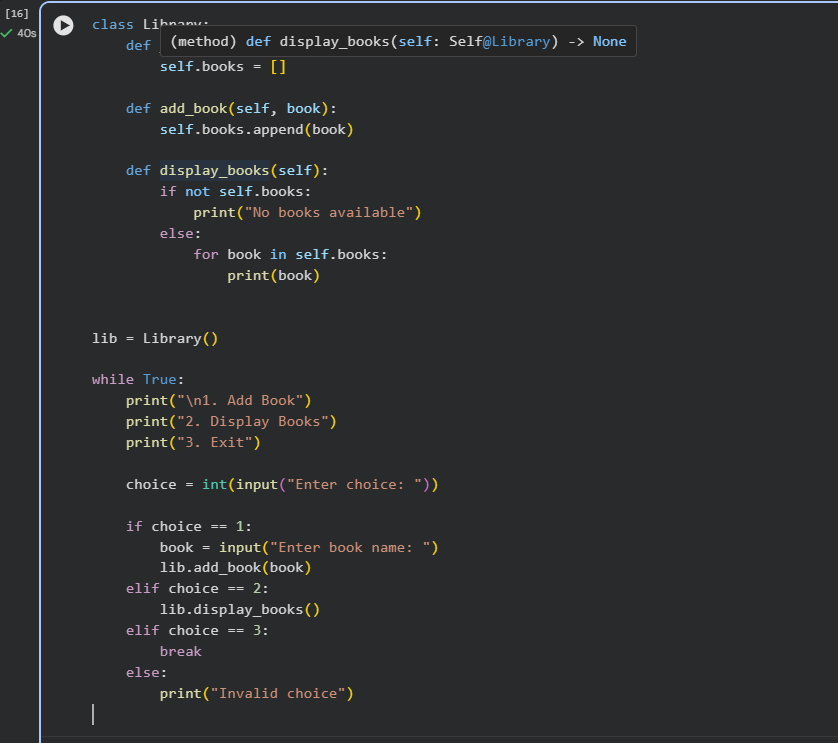 [16]
40s
class Library:
def
(method) def display_books(self: Self@Library) -> None
self.books = []
def add_book(self, book):
self.books.append(book)
def display_books(self):
if not self.books:
print("No books available")
else:
for book in self.books:
print(book)
lib = Library()
while True:
print("\n1. Add Book")
print("2. Display Books")
print("3. Exit")
choice = int(input("Enter choice: "))
if choice == 1:
book = input("Enter book name: ")
lib.add_book(book)
elif choice == 2:
lib.display_books()
elif choice == 3:
break
else:
print("Invalid choice")